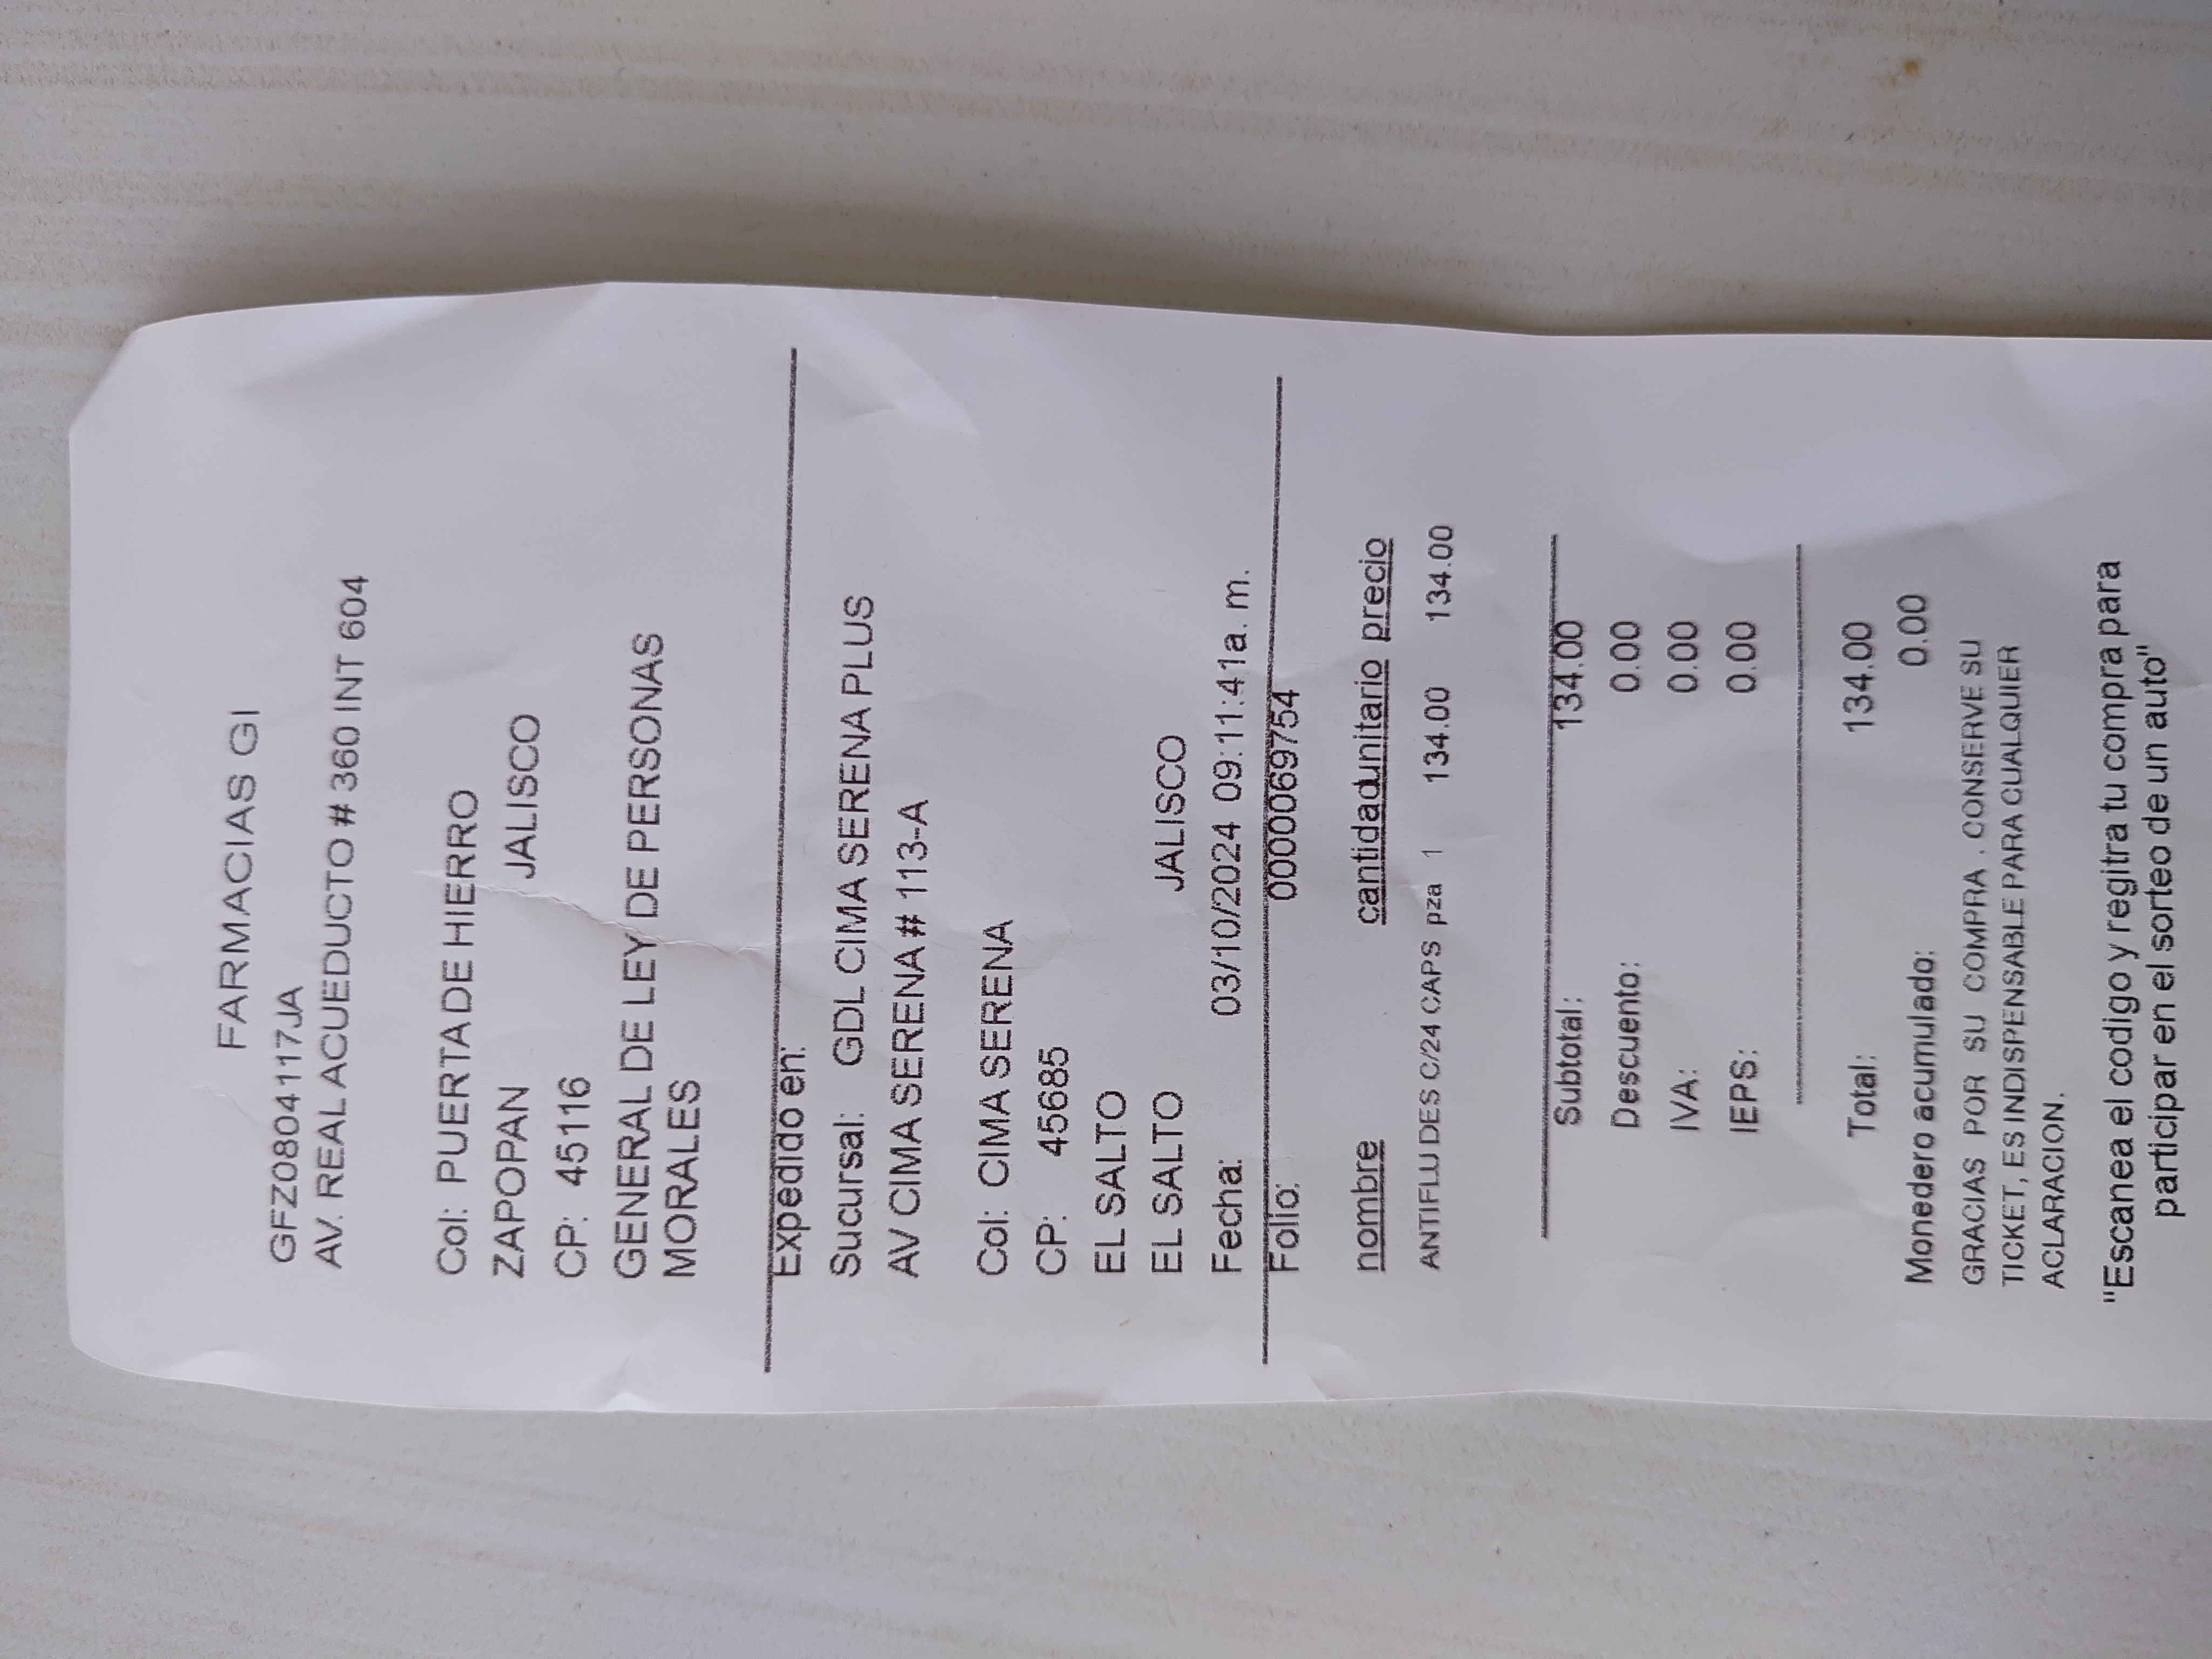 FARMACIAS GI
GFZ0804117JA
AV. REAL ACUEDUCTO # 360 INT 604
Col: PUERTA DE HIERRO
ZAPOPAN JALISCO
CP: 45116
GENERAL DE LEY DE PERSONAS
MORALES
Expedido en:
Sucursal: GDL CIMA SERENA PLUS
AV CIMA SERENA # 113-A
Col: CIMA SERENA
CP: 45685
EL SALTO
EL SALTO JALISCO
Fecha: 03/10/2024 09:11:41a. m.
Folio: 0000069754
nombre cantidad unitario precio
ANTIFLU DES C/24 CAPS pza 1 134.00 134.00
Subtotal: 134.00
Descuento: 0.00
IVA: 0.00
IEPS: 0.00
Total: 134.00
Monedero acumulado: 0.00
GRACIAS POR SU COMPRA . CONSERVE SU
TICKET, ES INDISPENSABLE PARA CUALQUIER
ACLARACION.
"Escanea el codigo y regitra tu compra para
participar en el sorteo de un auto"